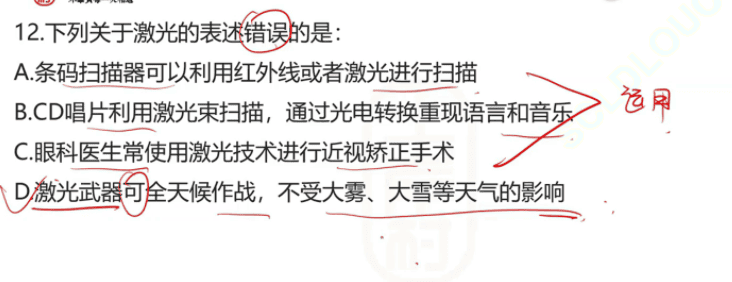 12.下列关于激光的表述错误的是：
A.条码扫描器可以利用红外线或者激光进行扫描
B.CD唱片利用激光束扫描，通过光电转换重现语言和音乐
运用
C.眼科医生常使用激光技术进行近视矫正手术
D.激光武器可全天候作战，不受大雾、大雪等天气的影响